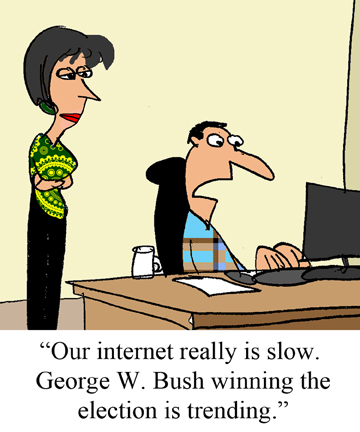 “Our internet really is slow.
George W. Bush winning the
election is trending.”